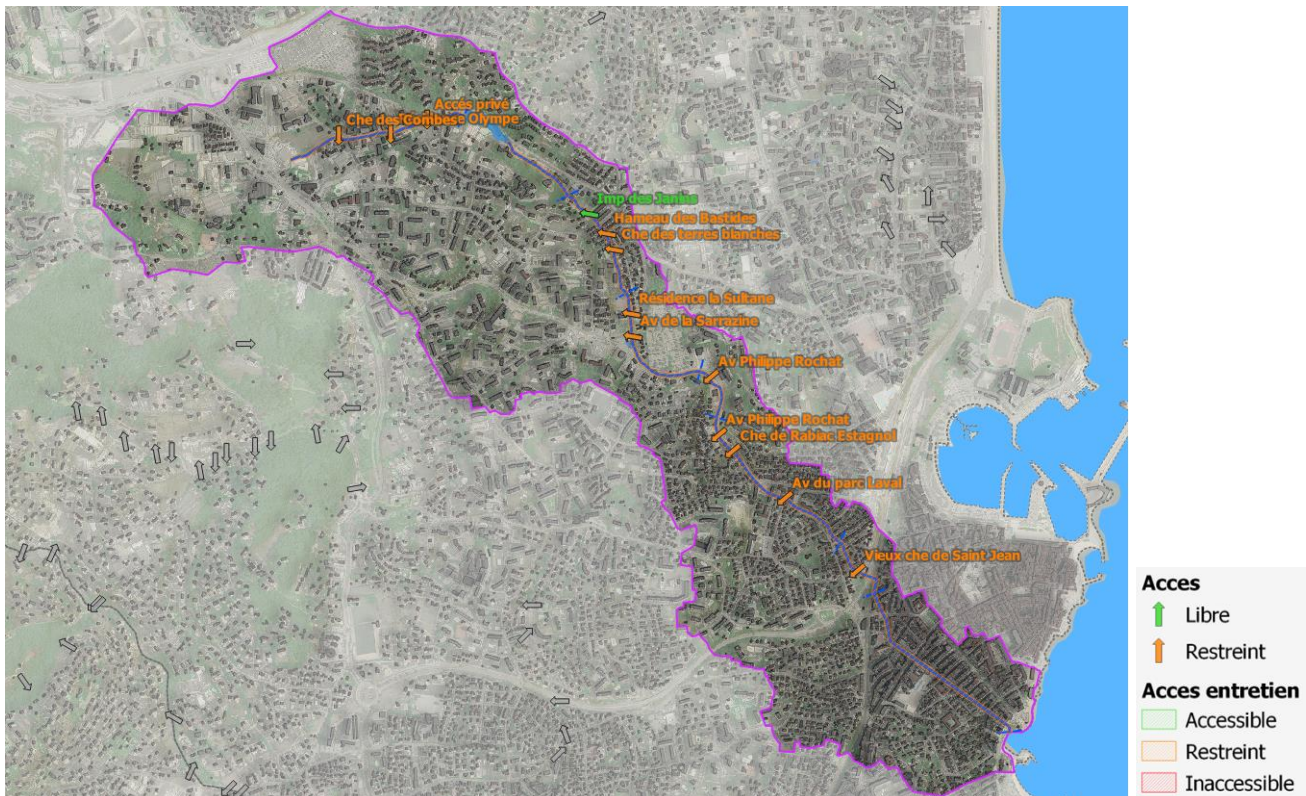 Accès privé
Che des Combes
Olympe
Imp des Janins
Hameau des Bastides
Che des terres blanches
Résidence la Sultane
Av de la Sarrazine
Av Philippe Rochat
Av Philippe Rochat
Che de Rabiac Estagnol
Av du parc Laval
Vieux che de Saint Jean
Acces
Libre
Restreint
Acces entretien
Accessible
Restreint
Inaccessible